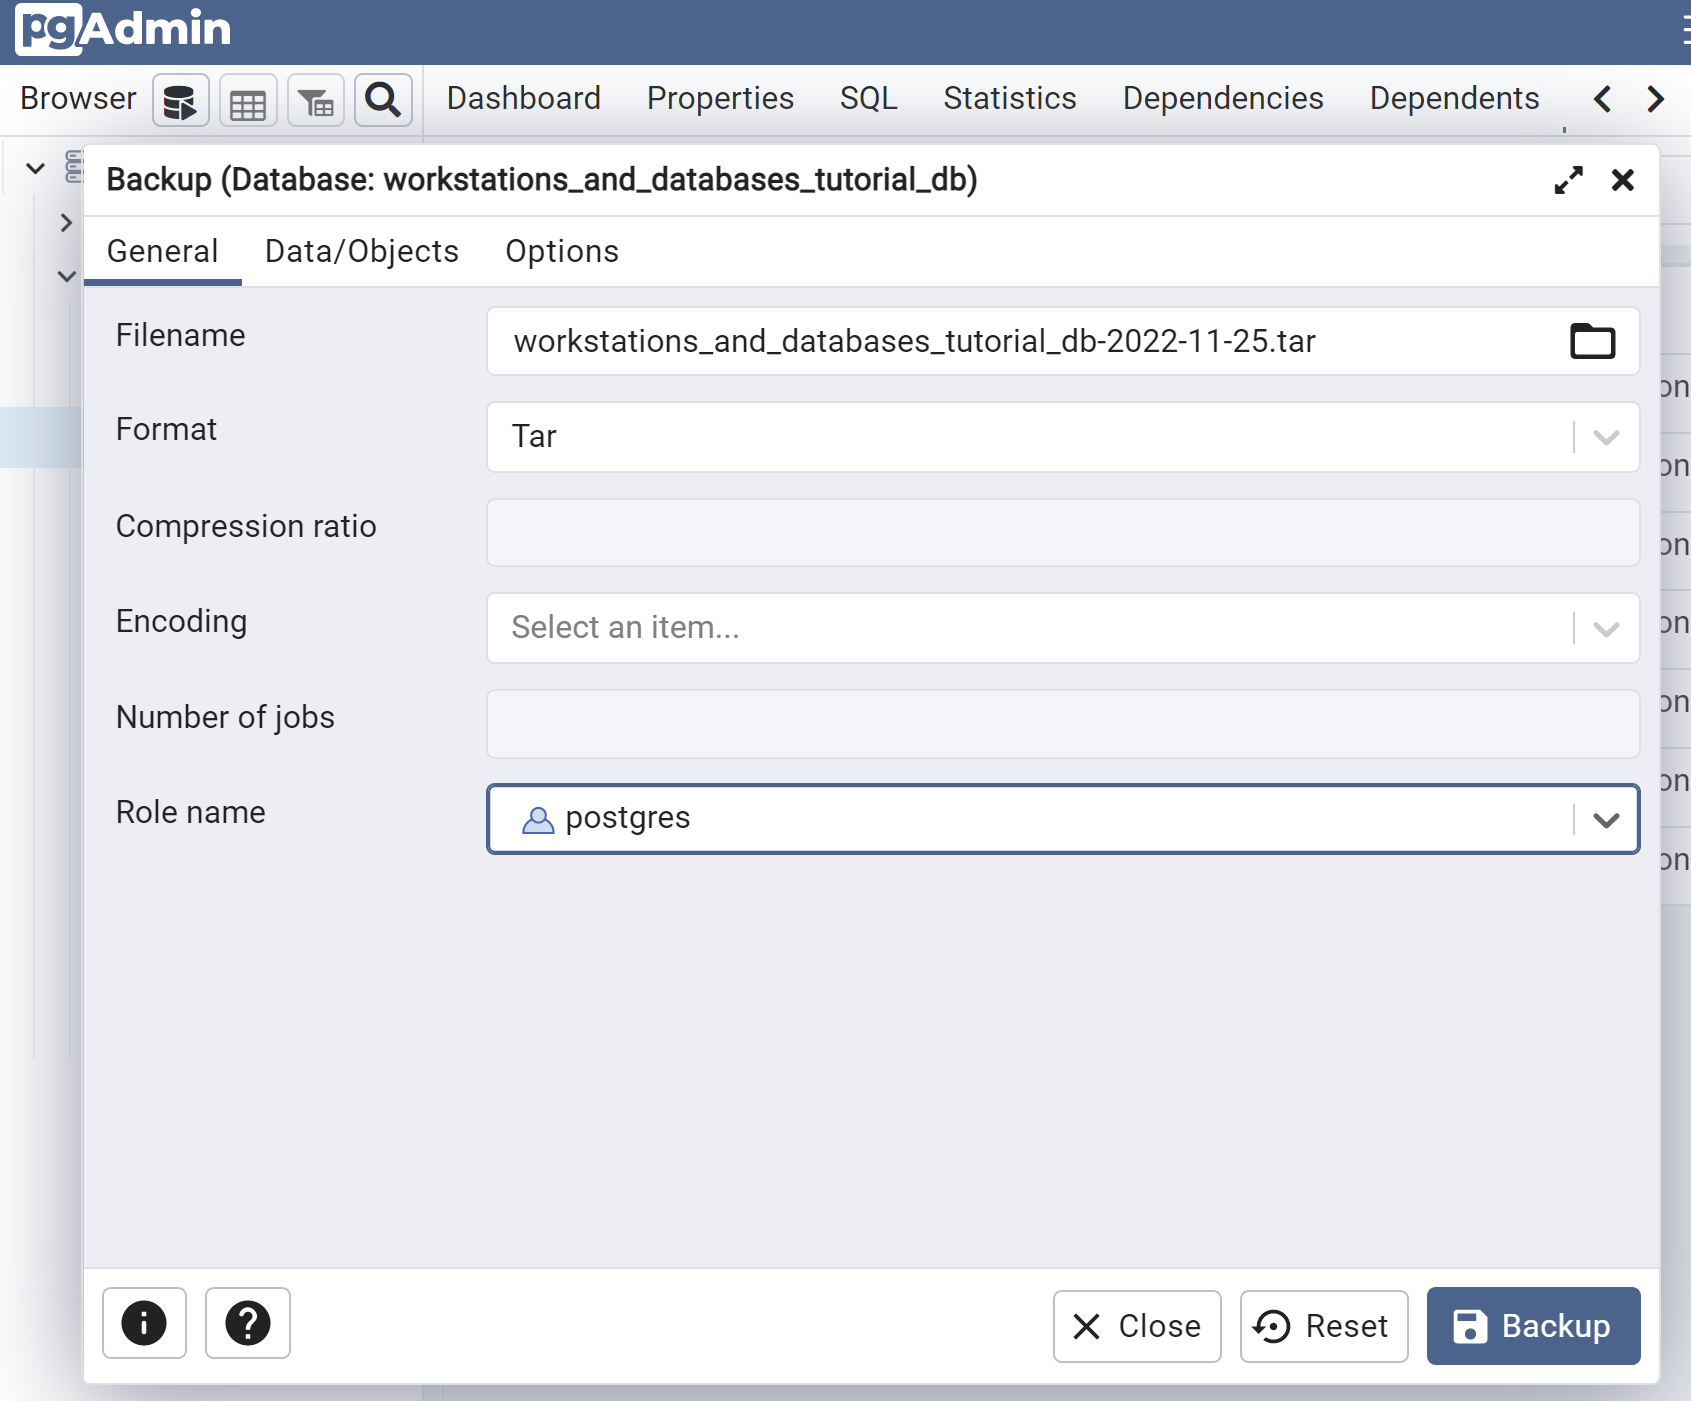 pgAdmin
Browser Dashboard Properties SQL Statistics Dependencies Dependents
Backup (Database: workstations_and_databases_tutorial_db)
General Data/Objects Options
Filename workstations_and_databases_tutorial_db-2022-11-25.tar
Format Tar
Compression ratio
Encoding Select an item...
Number of jobs
Role name postgres
Close Reset Backup